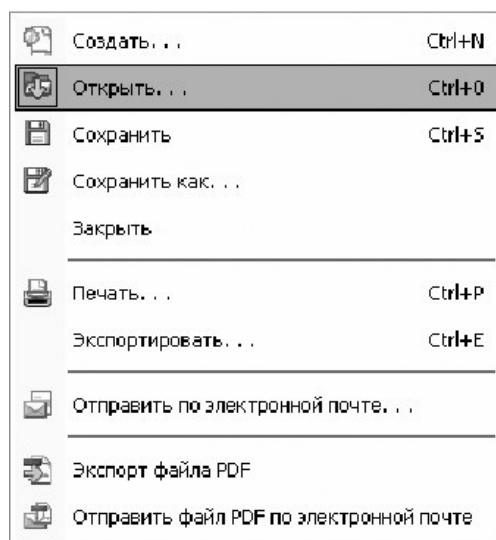 Создать... Ctrl+N
Открыть... Ctrl+O
Сохранить Ctrl+S
Сохранить как...
Закрыть
Печать... Ctrl+P
Экспортировать... Ctrl+E
Отправить по электронной почте...
Экспорт файла PDF
Отправить файл PDF по электронной почте